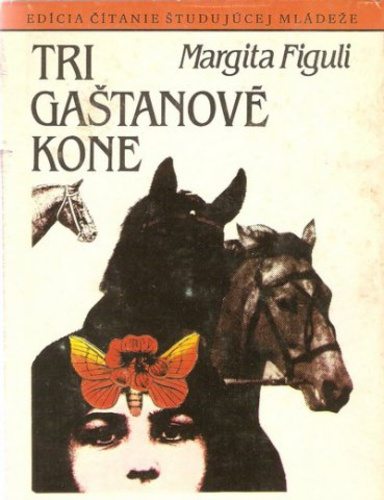 EDÍCIA ČÍTANIE ŠTUDUJÚCEJ MLÁDEŽE
TRI
GAŠTANOVÉ
KONE
Margita Figuli